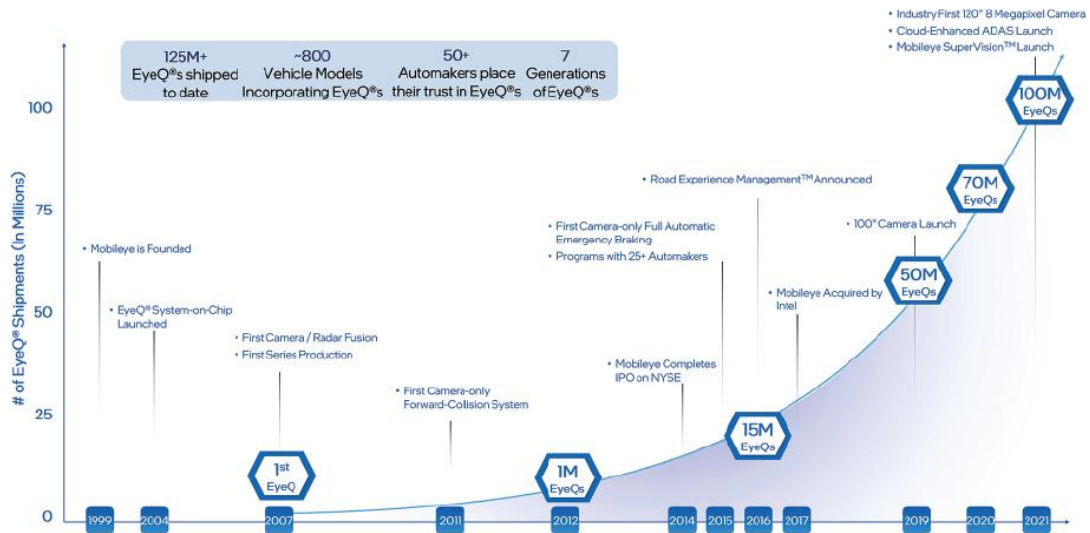 • Industry First 120° 8 Megapixel Camera
• Cloud-Enhanced ADAS Launch
• Mobileye SuperVision™ Launch
125M+
EyeQ®s shipped
to date
~800
Vehicle Models
Incorporating EyeQ®s
50+
Automakers place
their trust in EyeQ®s
7
Generations
of EyeQ®s
# of EyeQ® Shipments (In Millions)
100
75
50
25
0
• Mobileye is Founded
• EyeQ® System-on-Chip
Launched
• First Camera / Radar Fusion
• First Series Production
• First Camera-only
Forward-Collision System
• Mobileye Completes
IPO on NYSE
• First Camera-only Full Automatic
Emergency Braking
• Programs with 25+ Automakers
• Road Experience Management™ Announced
• Mobileye Acquired by
Intel
• 100° Camera Launch
1st
EyeQ
1M
EyeQs
15M
EyeQs
50M
EyeQs
70M
EyeQs
100M
EyeQs
1999
2004
2007
2011
2012
2014
2015
2016
2017
2019
2020
2021